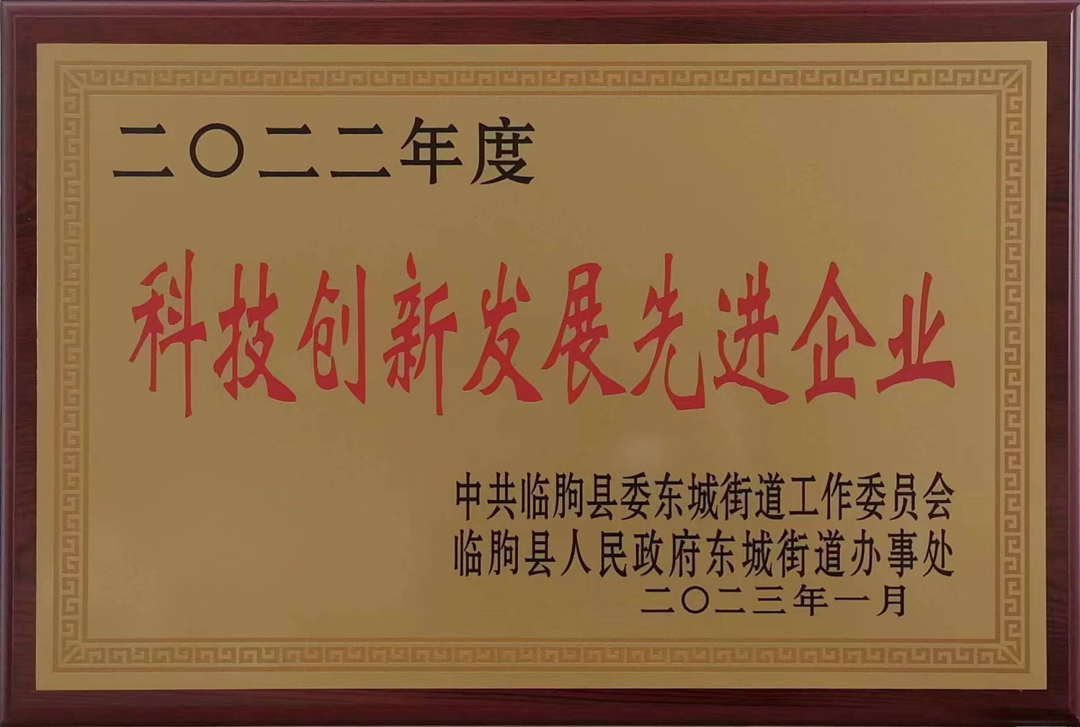 二〇二二年度
科技创新发展先进企业
中共临朐县委东城街道工作委员会
临朐县人民政府东城街道办事处
二〇二三年一月